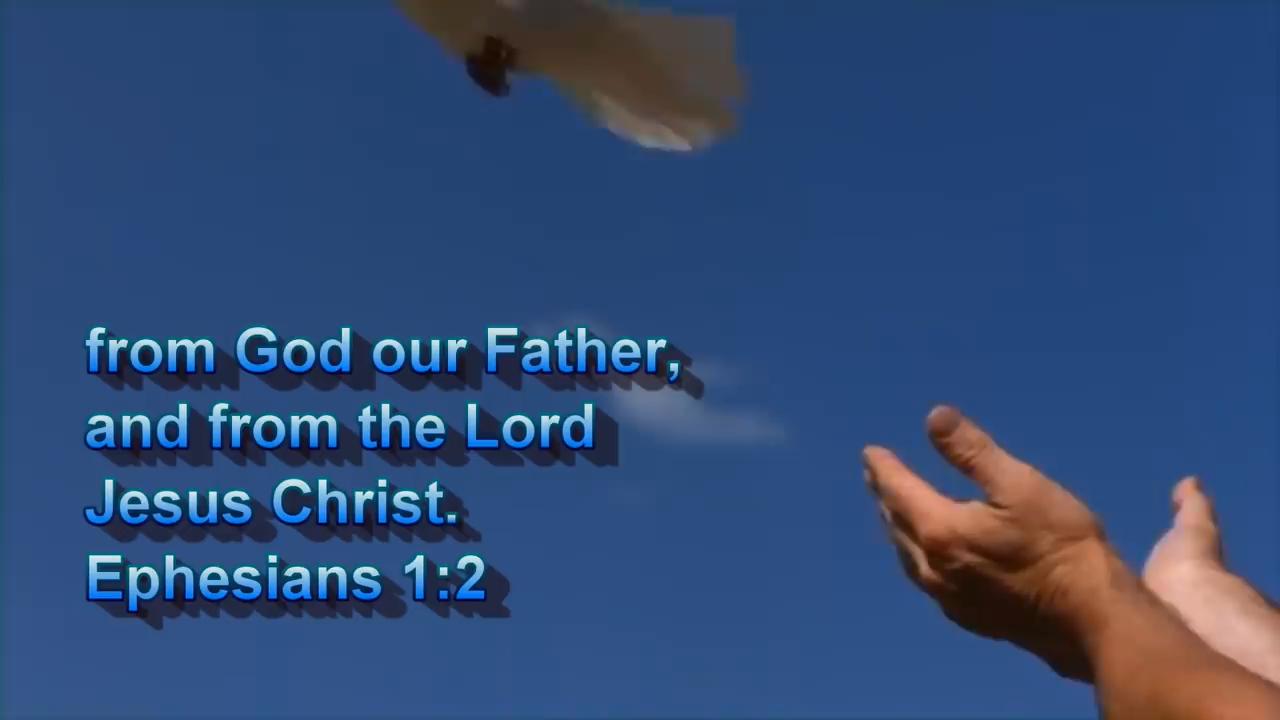 from God our Father,
and from the Lord
Jesus Christ.
Ephesians 1:2